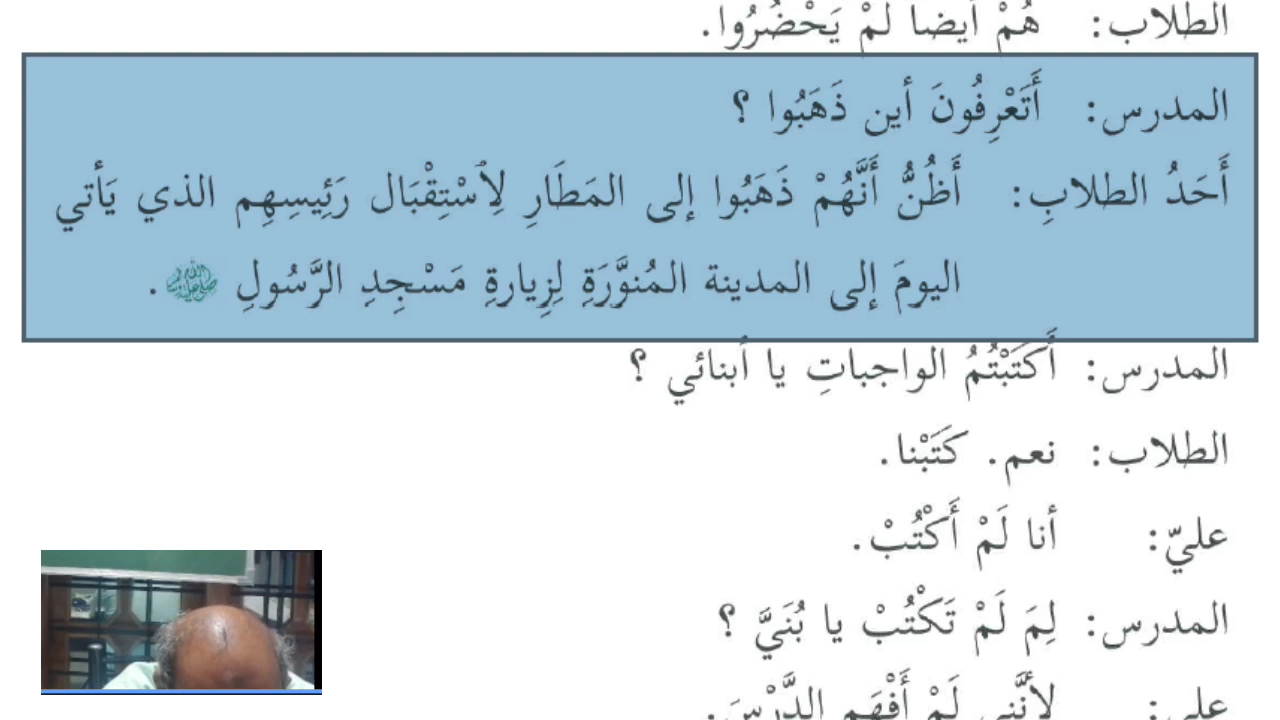 الطلاب: هُمْ أيضا لَمْ يَحْضُرُوا.
المدرس: أَتَعْرِفُونَ أين ذَهَبُوا ؟
أَحَدُ الطلابِ: أَظُنُّ أَنَّهُمْ ذَهَبُوا إلى المَطَارِ لِاسْتِقْبَال رَئِيسِهِم الذي يَأتي
اليومَ إلى المدينة المُنوَّرَةِ لِزِيارةِ مَسْجِدِ الرَّسُولِ ﷺ.
المدرس: أَكَتَبْتُمُ الواجباتِ يا أبنائي ؟
الطلاب: نعم. كَتَبْنا.
عليّ: أنا لَمْ أَكْتُبْ.
المدرس: لِمَ لَمْ تَكْتُبْ يا بُنَيَّ ؟
علي: لأنَّني لَمْ أَفْهَمِ الدَّرْسَ.